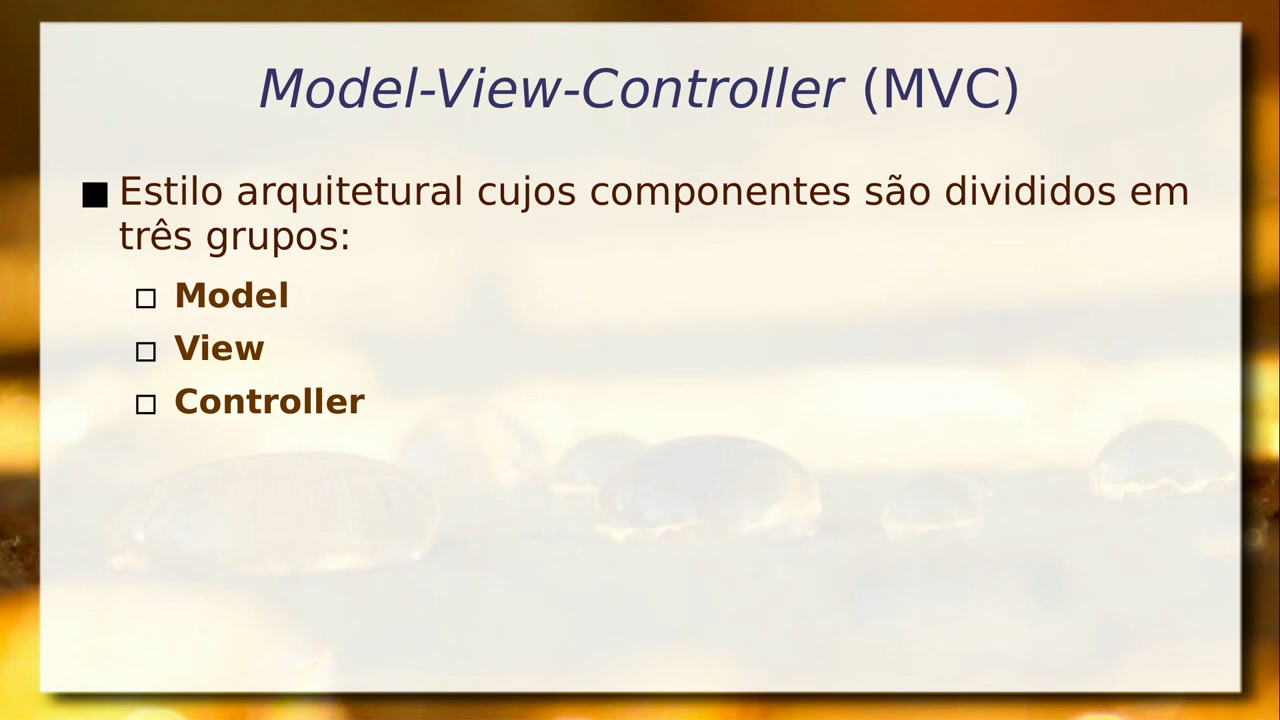 Model-View-Controller (MVC)
Estilo arquitetural cujos componentes são divididos em
três grupos:
Model
View
Controller